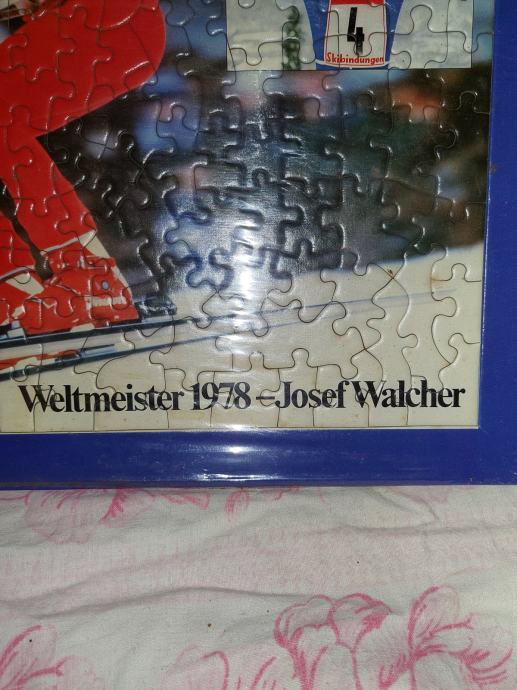 4
Skibindungen
Weltmeister 1978 – Josef Walcher